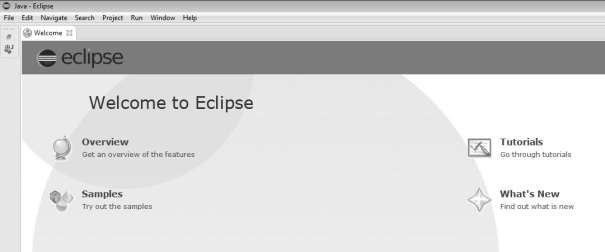 Java - Eclipse
File Edit Navigate Search Project Run Window Help
Welcome
eclipse
Welcome to Eclipse
Overview
Get an overview of the features
Tutorials
Go through tutorials
Samples
Try out the samples
What's New
Find out what is new